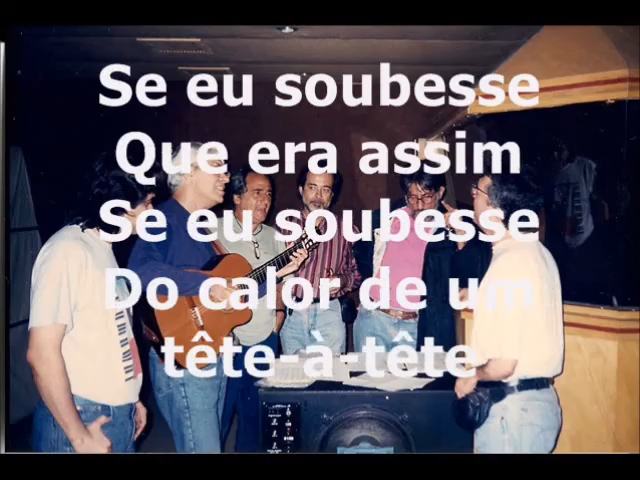 Se eu soubesse
Que era assim
Se eu soubesse
Do calor de um
tête-à-tête